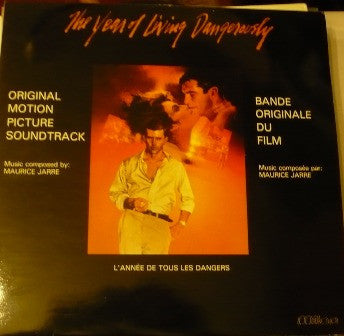 The Year of Living Dangerously
ORIGINAL
MOTION
PICTURE
SOUNDTRACK
Music composed by:
MAURICE JARRE
BANDE
ORIGINALE
DU
FILM
Music composée par:
MAURICE JARRE
L'ANNÉE DE TOUS LES DANGERS